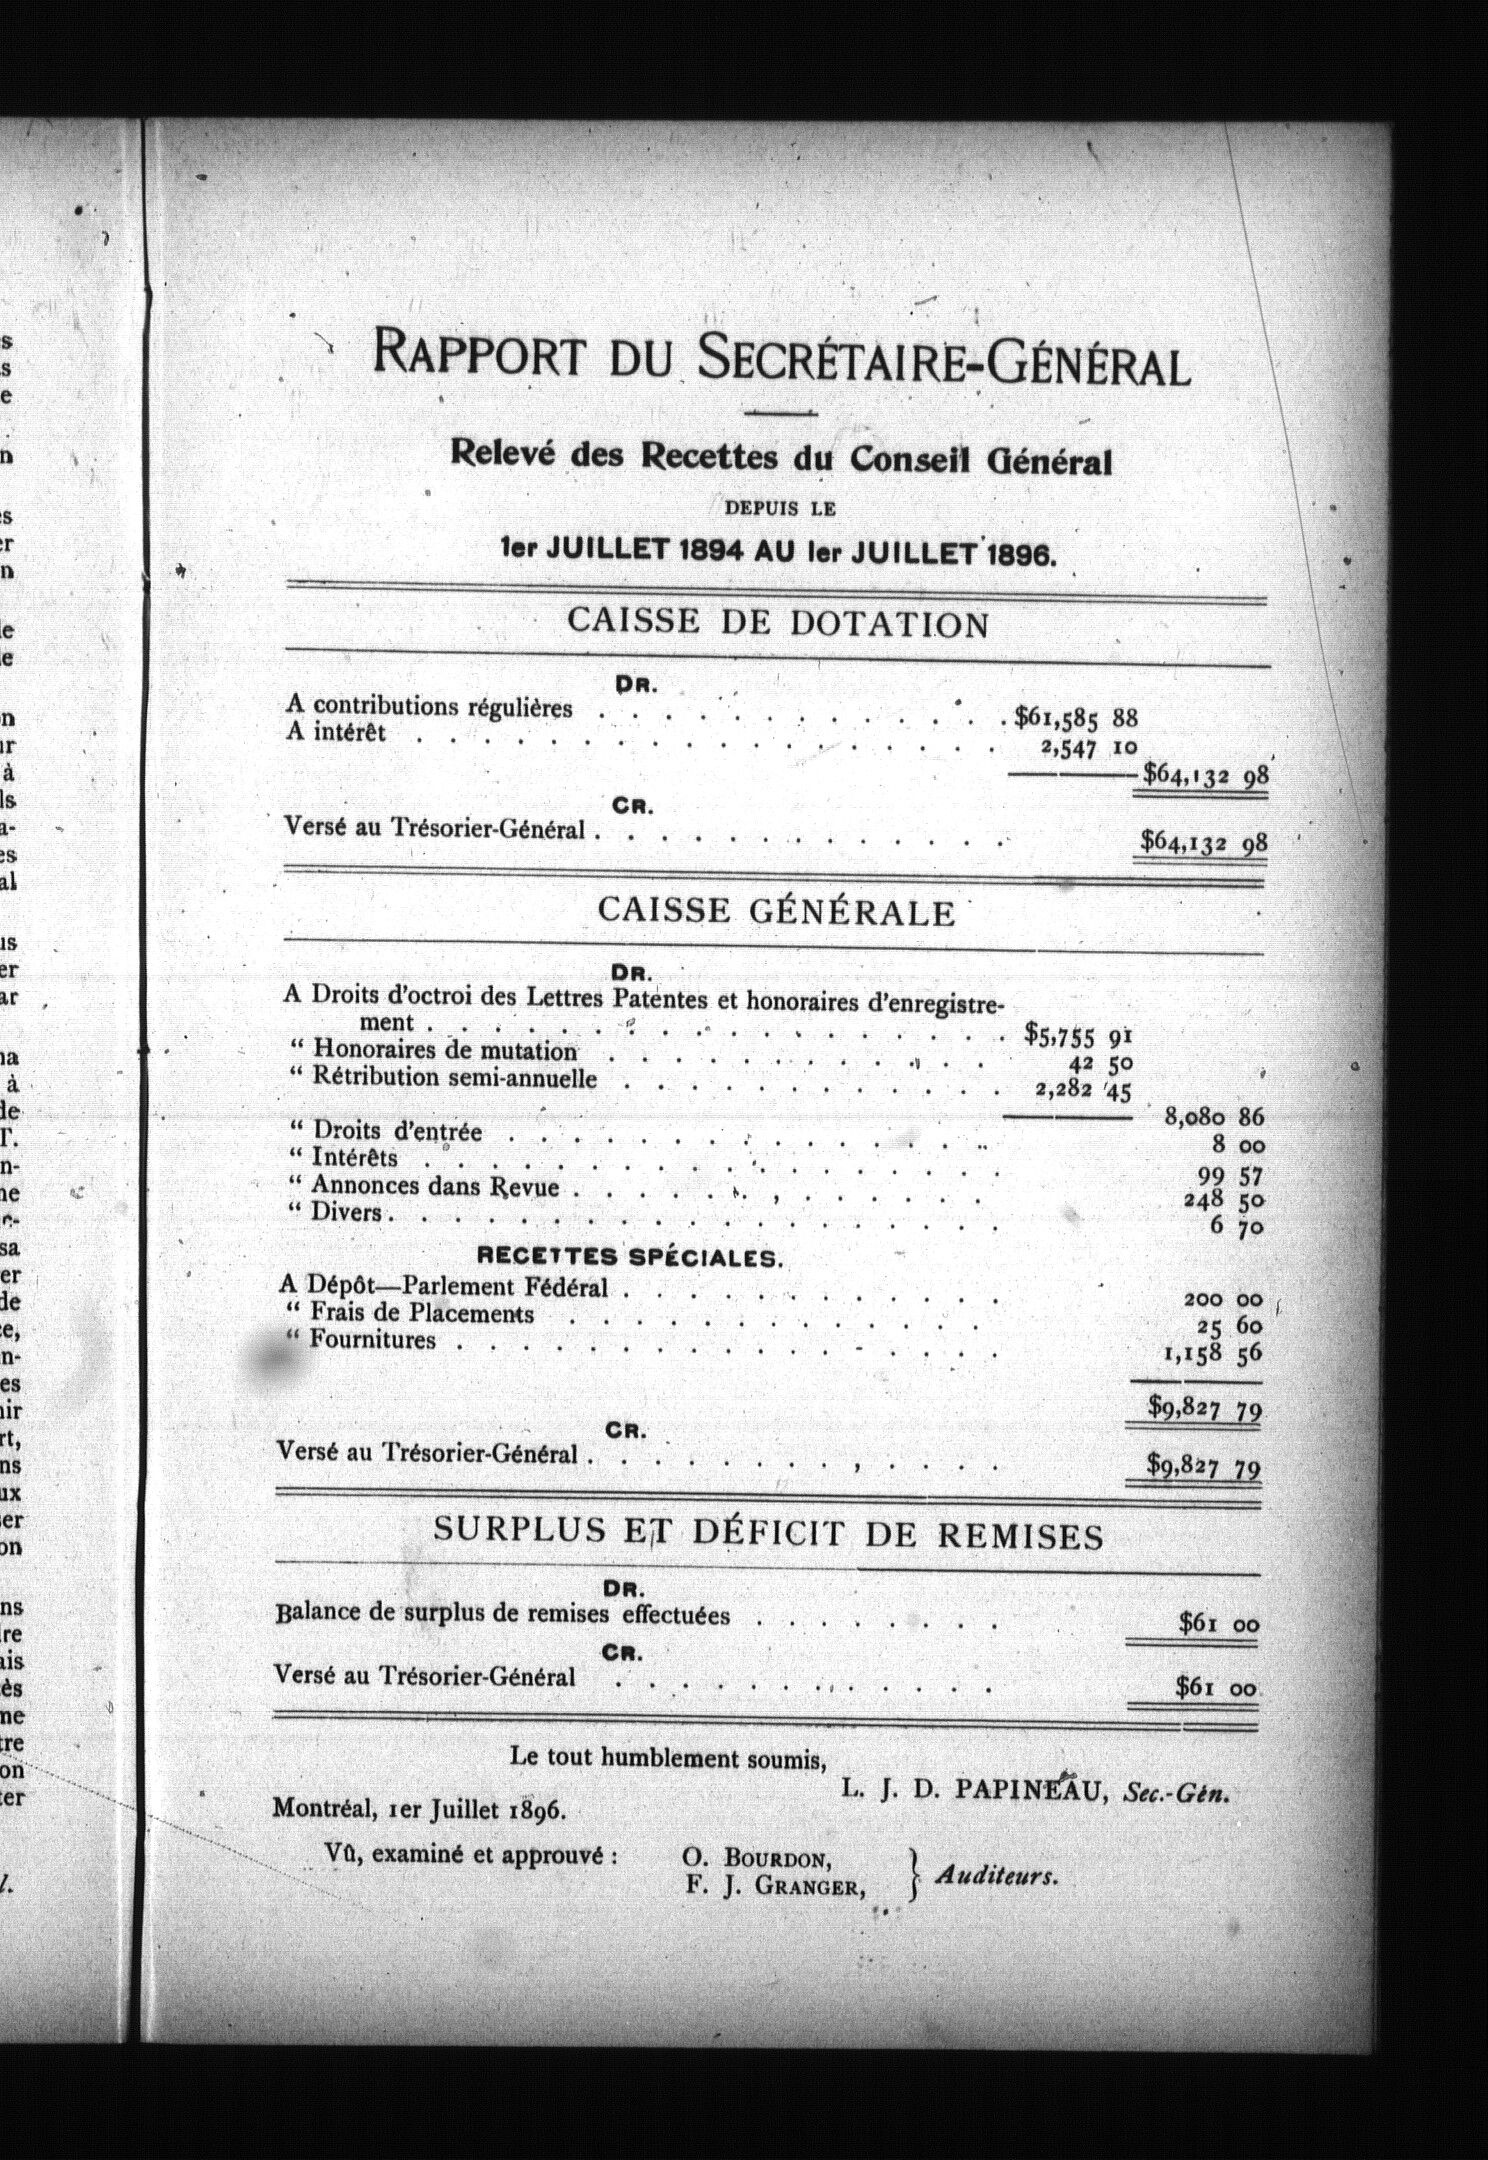 RAPPORT DU SECRÉTAIRE-GÉNÉRAL
Relevé des Recettes du Conseil Général
DEPUIS LE
1er JUILLET 1894 AU 1er JUILLET 1896.
CAISSE DE DOTATION
DR.
A contributions régulières . . . . . . . . . . . . . $61,585 88
A intérêt . . . . . . . . . . . . . . . . . . 2,547 10
$64,132 98
CR.
Versé au Trésorier-Général . . . . . . . . . . . . . $64,132 98
CAISSE GÉNÉRALE
DR.
A Droits d'octroi des Lettres Patentes et honoraires d'enregistre-
ment . . . . . . . . . . . . . . . . . . $5,755 91
“ Honoraires de mutation . . . . . . . . . . . . 42 50
“ Rétribution semi-annuelle . . . . . . . . . . . . 2,282 45
8,080 86
“ Droits d'entrée . . . . . . . . . . . . . . . 8 00
“ Intérêts . . . . . . . . . . . . . . . . . . 99 57
“ Annonces dans Revue . . . . . . . . . . . . . 248 50
“ Divers . . . . . . . . . . . . . . . . . . . 6 70
RECETTES SPÉCIALES.
A Dépôt—Parlement Fédéral . . . . . . . . . . . . 200 00
“ Frais de Placements . . . . . . . . . . . . . 25 60
“ Fournitures . . . . . . . . . . . . . . . . . 1,158 56
$9,827 79
CR.
Versé au Trésorier-Général . . . . . . . . . . . . . $9,827 79
SURPLUS ET DÉFICIT DE REMISES
DR.
Balance de surplus de remises effectuées . . . . . . . . $61 00
CR.
Versé au Trésorier-Général . . . . . . . . . . . . $61 00
Le tout humblement soumis,
L. J. D. PAPINEAU, Sec.-Gén.
Montréal, 1er Juillet 1896.
Vû, examiné et approuvé : O. BOURDON,
F. J. GRANGER, } Auditeurs.